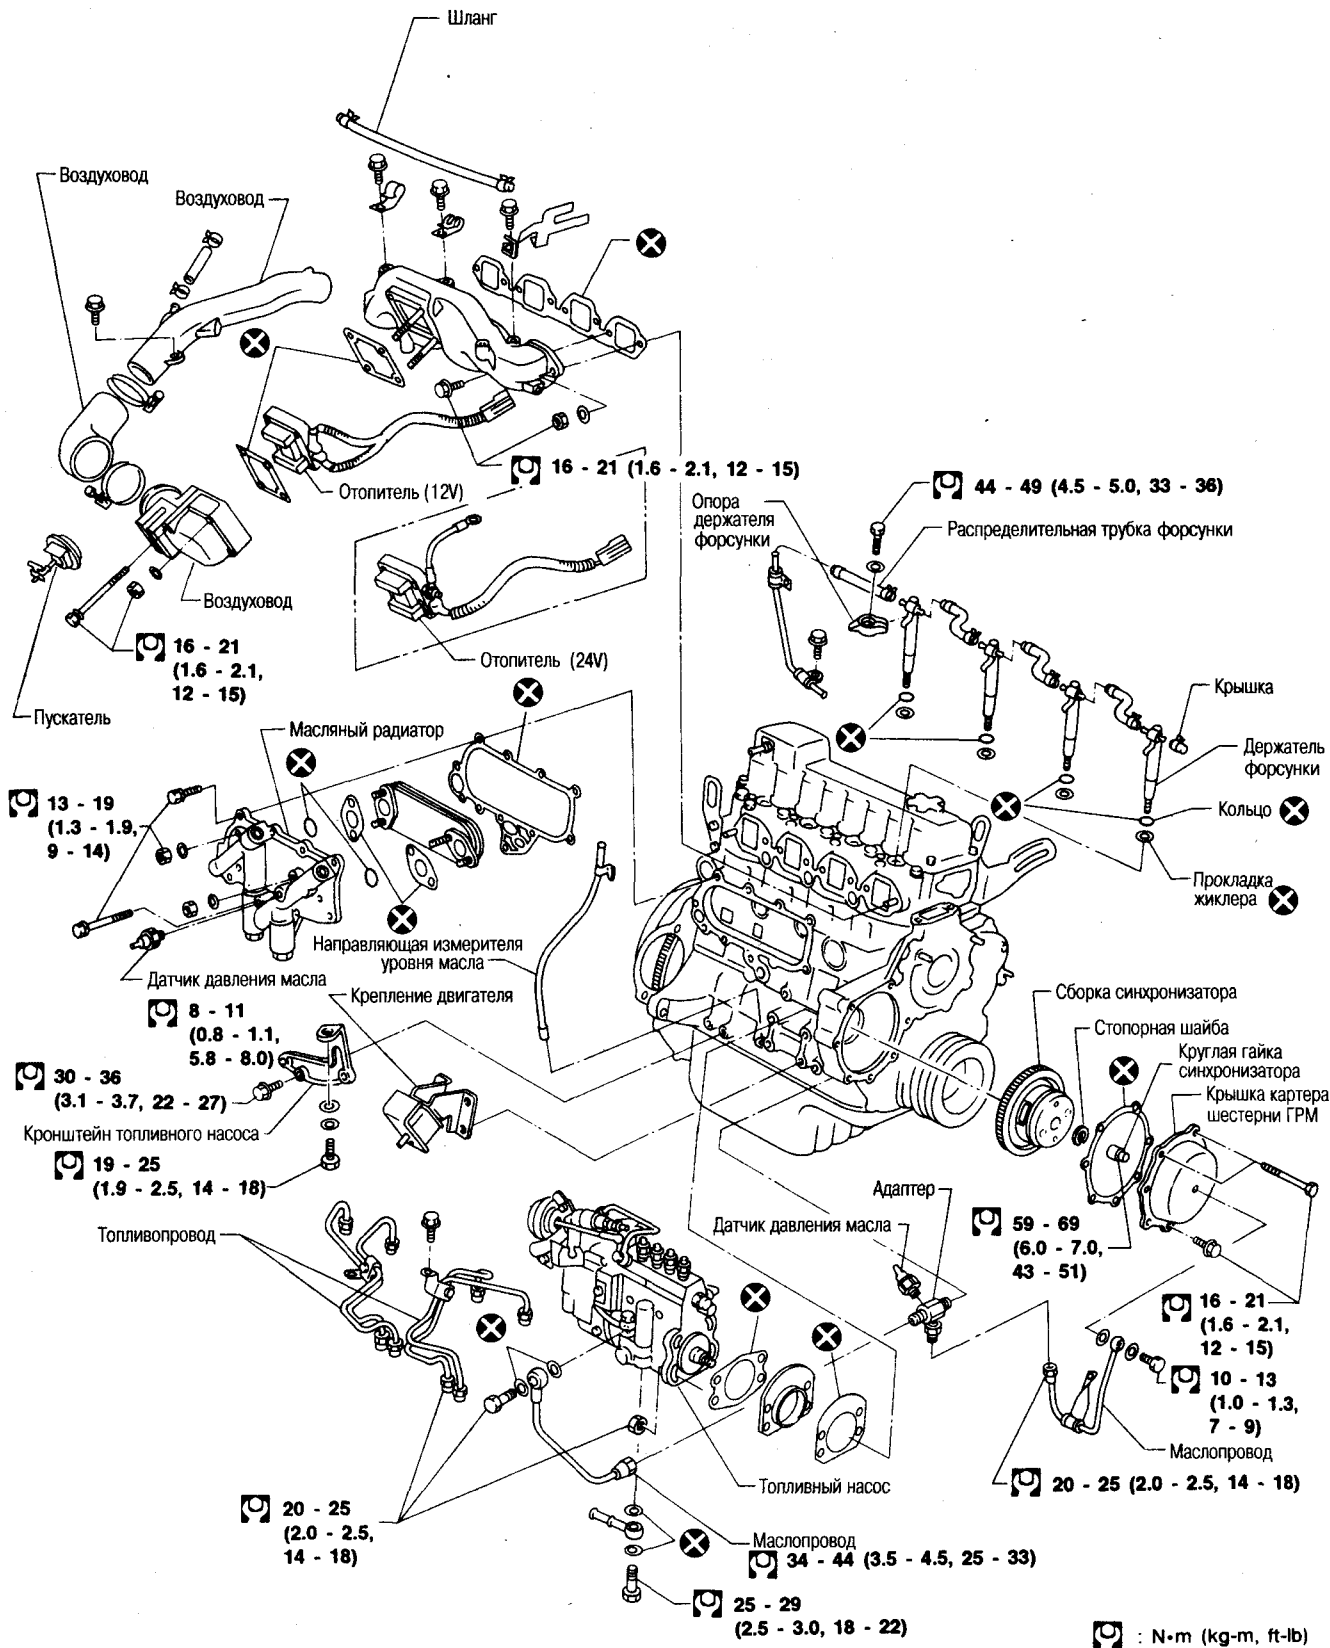 Шланг
Воздуховод
Воздуховод
Отопитель (12V)
16 - 21 (1.6 - 2.1, 12 - 15)
44 - 49 (4.5 - 5.0, 33 - 36)
Опора
держателя
форсунки
Распределительная трубка форсунки
Воздуховод
16 - 21
(1.6 - 2.1,
12 - 15)
Отопитель (24V)
Пускатель
Крышка
Масляный радиатор
Держатель
форсунки
13 - 19
(1.3 - 1.9,
9 - 14)
Кольцо
Прокладка
жиклера
Направляющая измерителя
уровня масла
Датчик давления масла
8 - 11
(0.8 - 1.1,
5.8 - 8.0)
Крепление двигателя
Сборка синхронизатора
Стопорная шайба
Круглая гайка
синхронизатора
Крышка картера
шестерни ГРМ
30 - 36
(3.1 - 3.7, 22 - 27)
Кронштейн топливного насоса
19 - 25
(1.9 - 2.5, 14 - 18)
Топливопровод
Адаптер
Датчик давления масла
59 - 69
(6.0 - 7.0,
43 - 51)
16 - 21
(1.6 - 2.1,
12 - 15)
10 - 13
(1.0 - 1.3,
7 - 9)
Маслопровод
20 - 25 (2.0 - 2.5, 14 - 18)
Топливный насос
20 - 25
(2.0 - 2.5,
14 - 18)
Маслопровод
34 - 44 (3.5 - 4.5, 25 - 33)
25 - 29
(2.5 - 3.0, 18 - 22)
: N•m (kg-m, ft-lb)